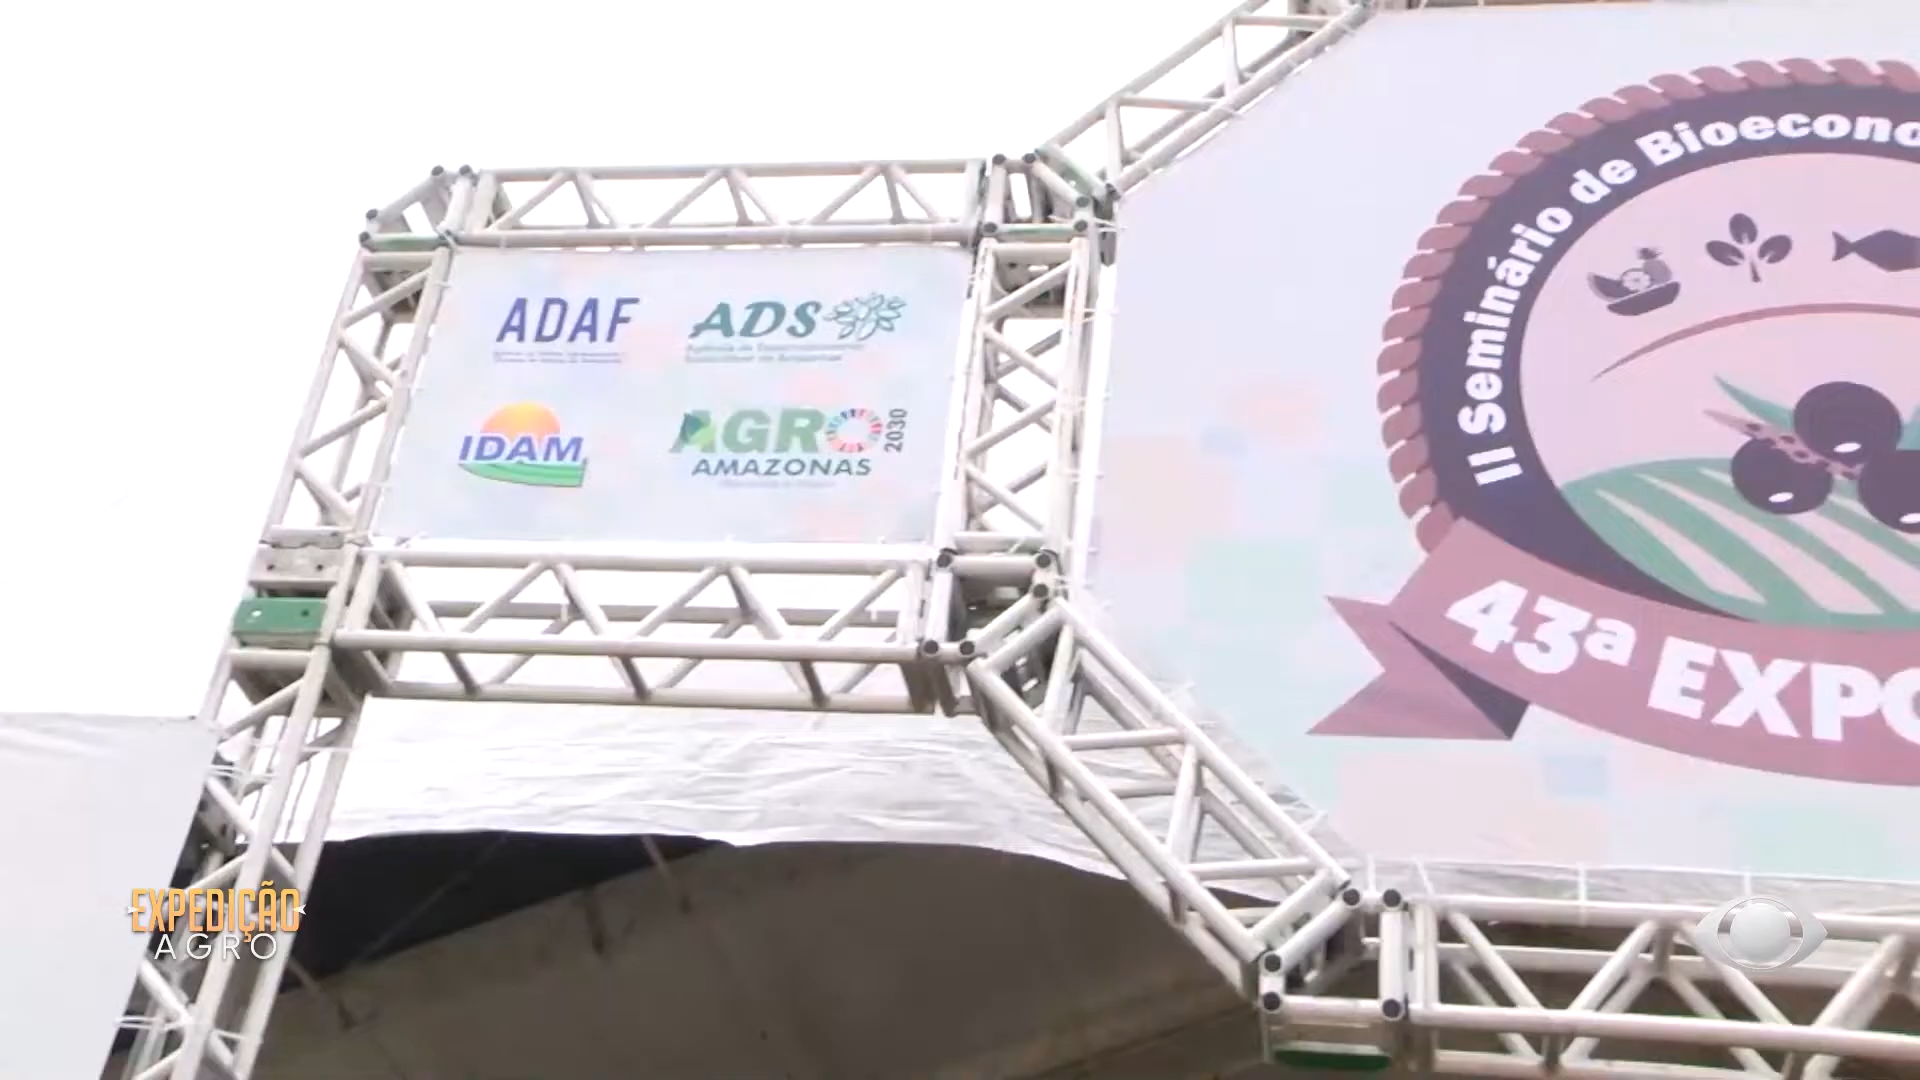 II Seminário de Bioecono
43ª EXPO
ADAF
ADS
IDAM
AGRO
2030
AMAZONAS
EXPEDIÇÃO
AGRO